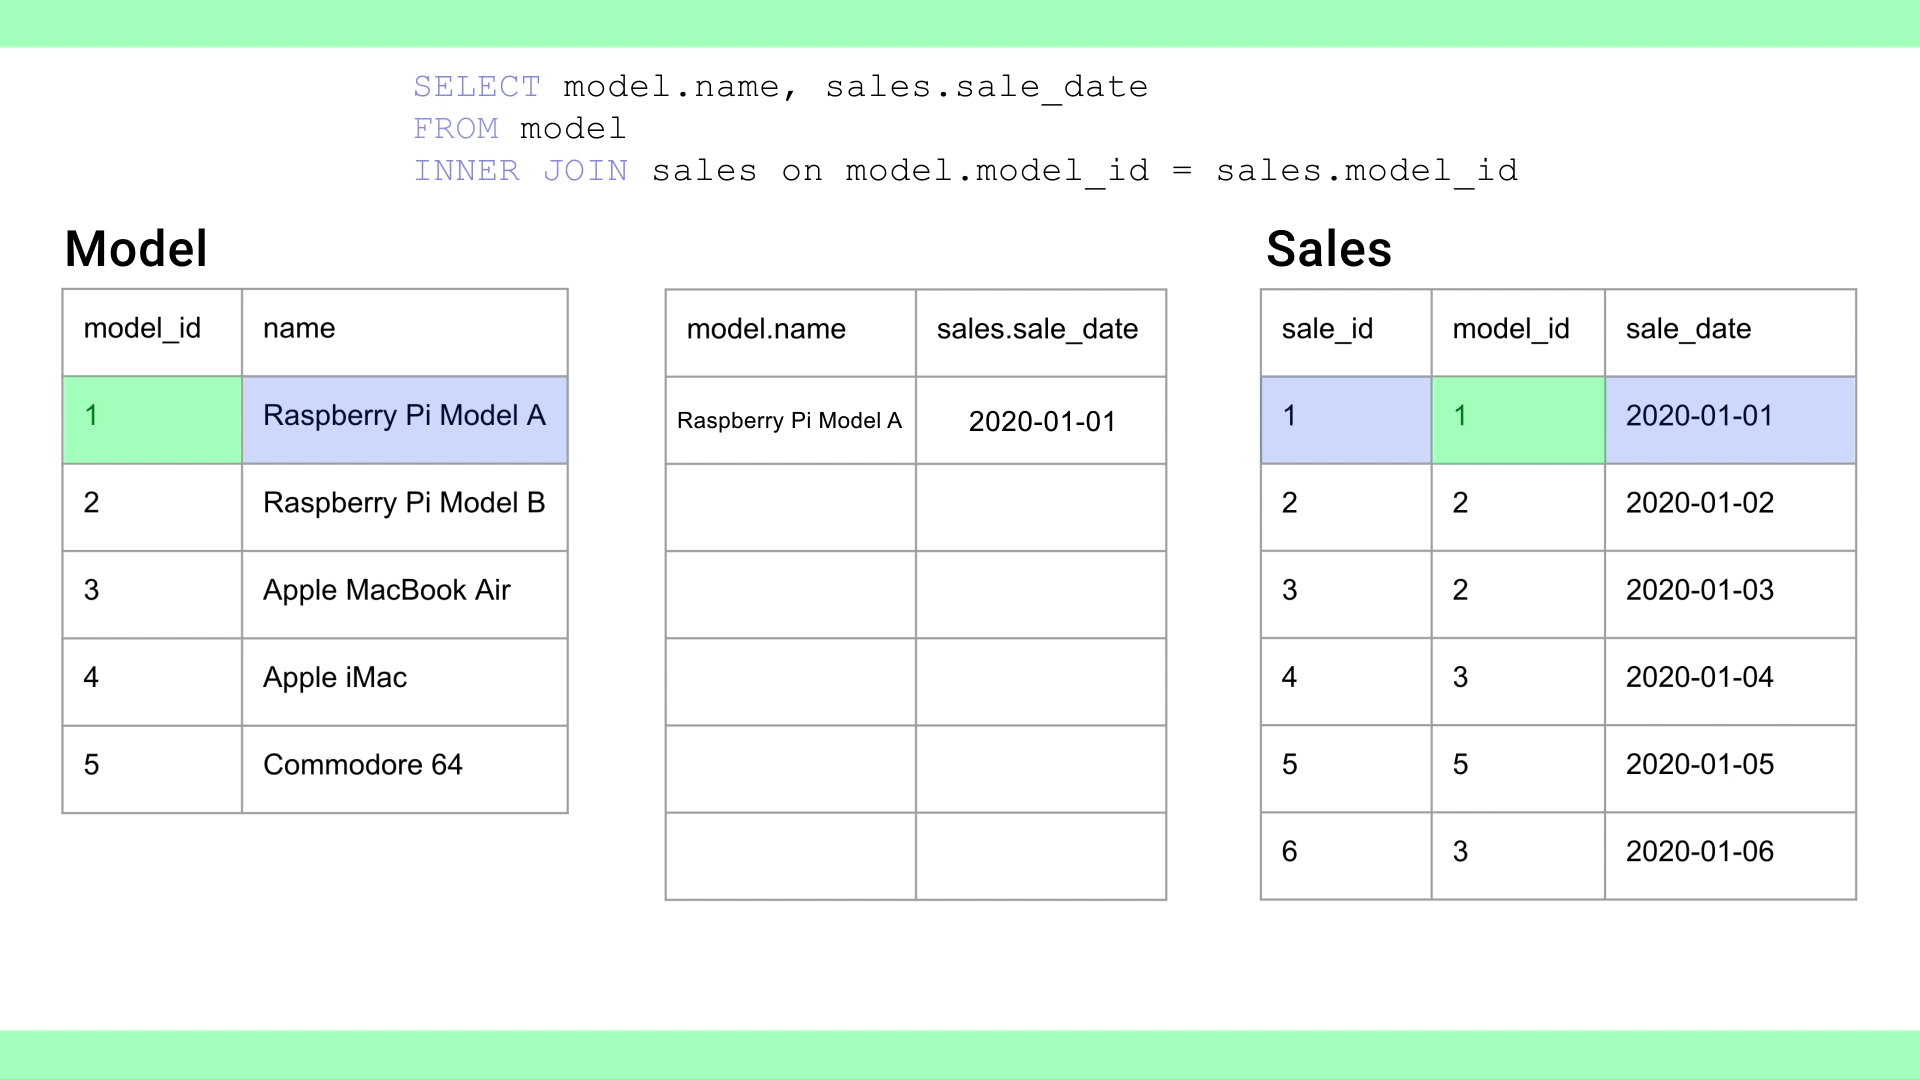 SELECT model.name, sales.sale_date
FROM model
INNER JOIN sales on model.model_id = sales.model_id
Model
model_id name
1 Raspberry Pi Model A
2 Raspberry Pi Model B
3 Apple MacBook Air
4 Apple iMac
5 Commodore 64
model.name sales.sale_date
Raspberry Pi Model A 2020-01-01
Sales
sale_id model_id sale_date
1 1 2020-01-01
2 2 2020-01-02
3 2 2020-01-03
4 3 2020-01-04
5 5 2020-01-05
6 3 2020-01-06